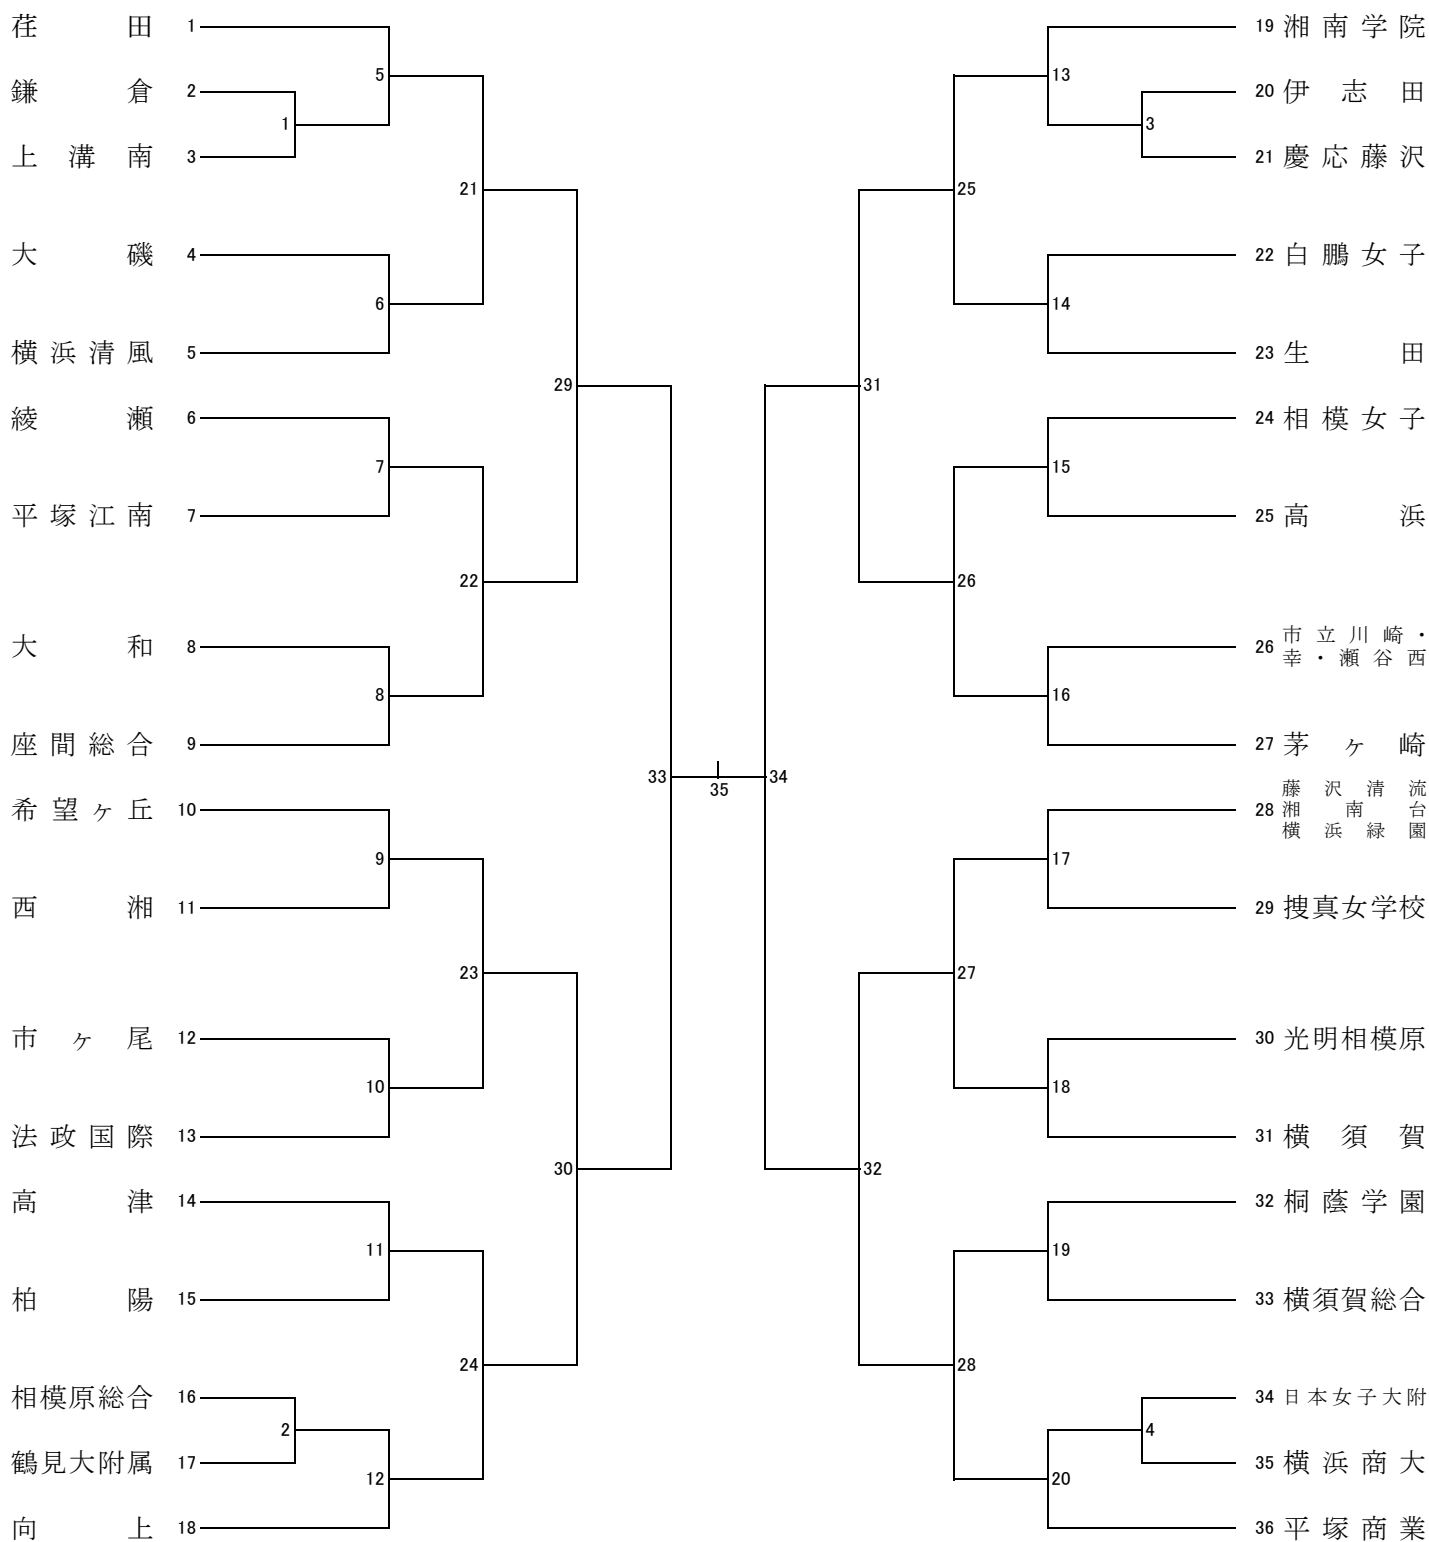 荏田 1
鎌倉 2
上溝南 3
大磯 4
横浜清風 5
綾瀬 6
平塚江南 7
大和 8
座間総合 9
希望ヶ丘 10
西湘 11
市ヶ尾 12
法政国際 13
高津 14
柏陽 15
相模原総合 16
鶴見大附属 17
向上 18
5
1
21
6
29
7
22
8
33
9
23
10
30
11
24
2
12
35
34
13
3
25
14
31
15
26
16
17
27
18
32
19
28
4
20
19 湘南学院
20 伊志田
21 慶応藤沢
22 白鵬女子
23 生田
24 相模女子
25 高浜
26 市立川崎・
幸・瀬谷西
27 茅ヶ崎
藤沢清流
28 湘南台
横浜緑園
29 捜真女学校
30 光明相模原
31 横須賀
32 桐蔭学園
33 横須賀総合
34 日本女子大附
35 横浜商大
36 平塚商業